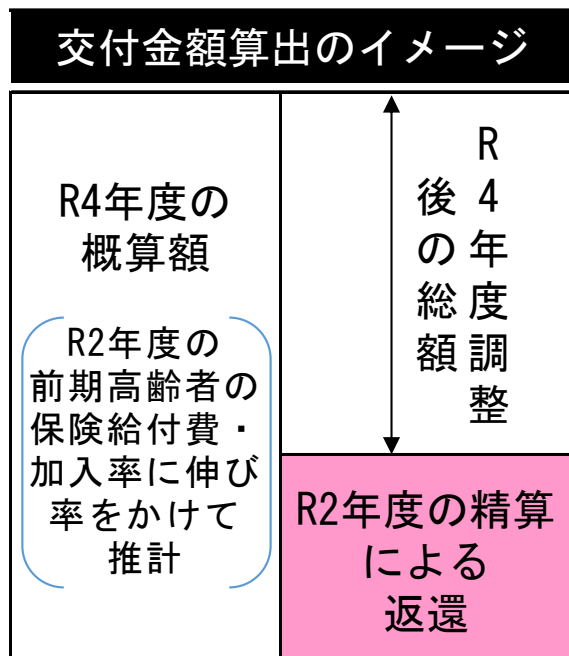 交付金額算出のイメージ
R4年度の
概算額
R2年度の
前期高齢者の
保険給付費・
加入率に伸び
率をかけて
推計
R4年度調整
後の総額
R2年度の精算
による
返還